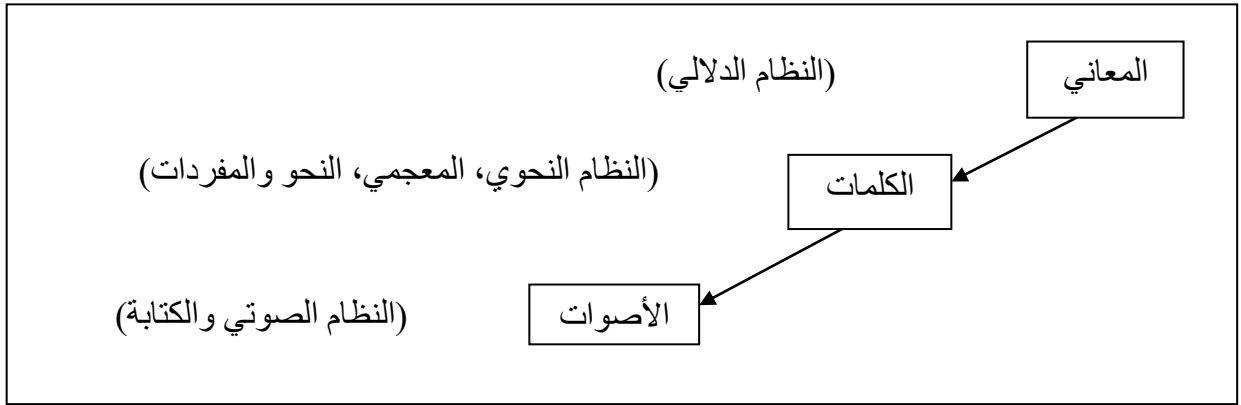 المعاني
(النظام الدلالي)
الكلمات
(النظام النحوي، المعجمي، النحو والمفردات)
الأصوات
(النظام الصوتي والكتابة)